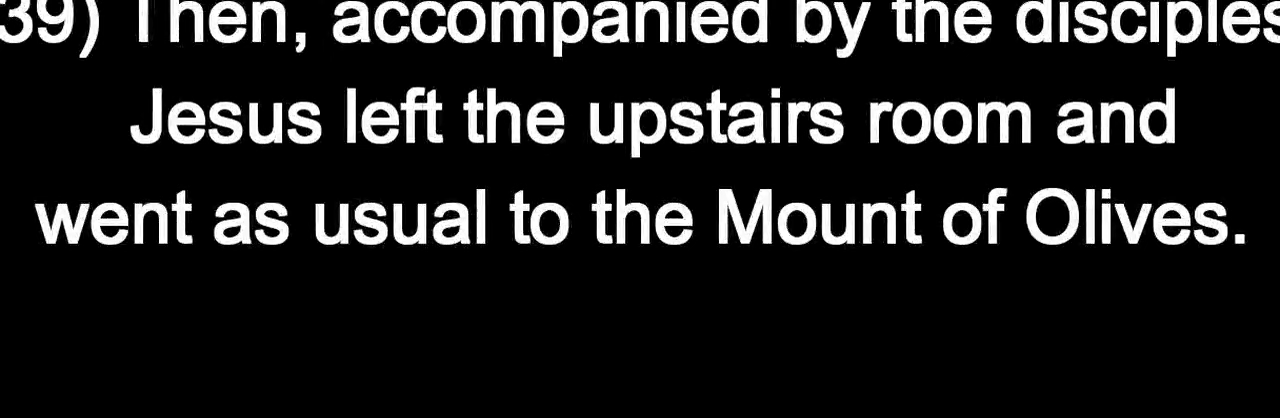 39) Then, accompanied by the disciples
Jesus left the upstairs room and
went as usual to the Mount of Olives.